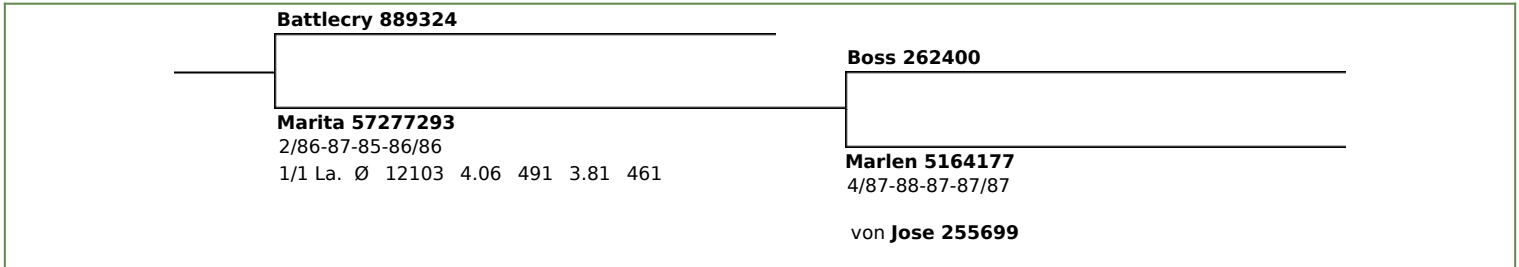 Battlecry 889324
Marita 57277293
2/86-87-85-86/86
1/1 La. Ø 12103 4.06 491 3.81 461
Boss 262400
Marlen 5164177
4/87-88-87-87/87
von Jose 255699